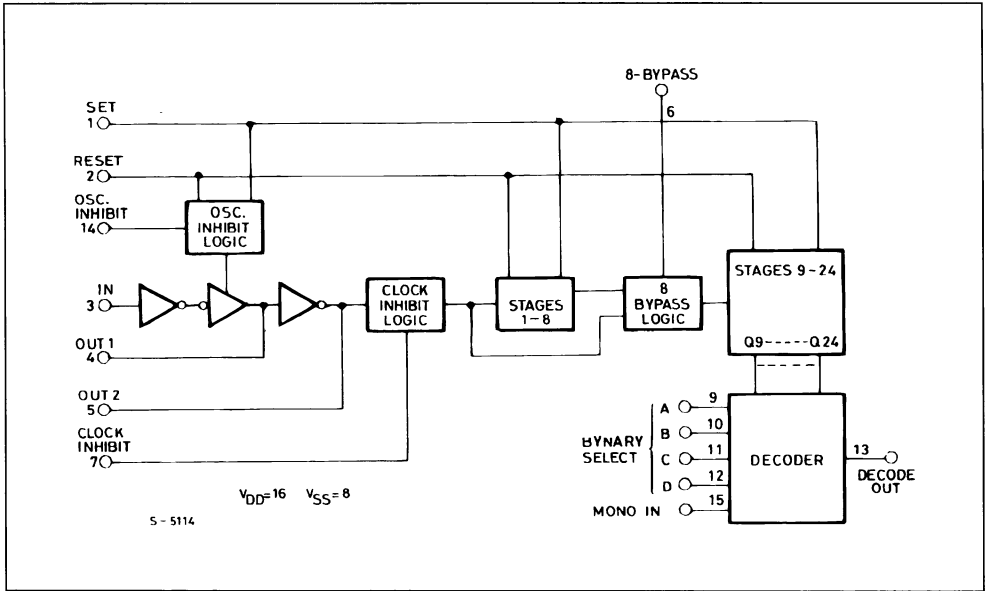 8-BYPASS
6
SET
1
RESET
2
OSC.
INHIBIT
14
OSC.
INHIBIT
LOGIC
IN
3
CLOCK
INHIBIT
LOGIC
STAGES
1-8
8
BYPASS
LOGIC
STAGES 9-24
Q9-----Q24
OUT 1
4
OUT 2
5
CLOCK
INHIBIT
7
BYNARY
SELECT
A 9
B 10
C 11
D 12
MONO IN 15
DECODER
13
DECODE
OUT
VDD=16 VSS=8
S-5114